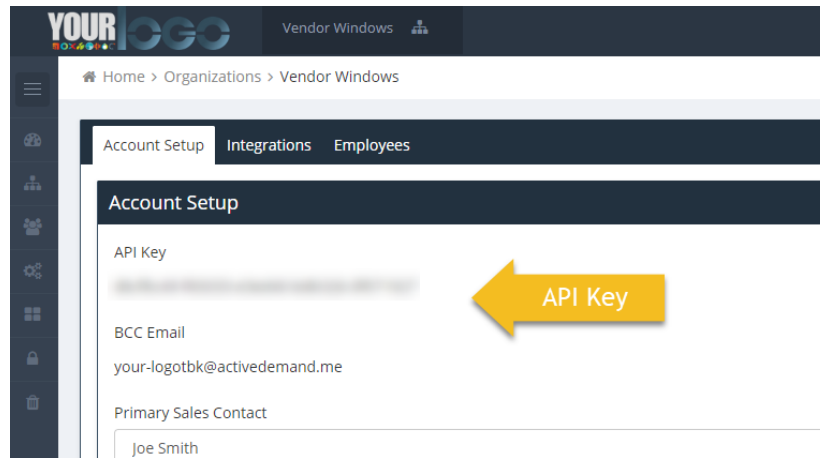 YOUR LOGO
Vendor Windows
Home > Organizations > Vendor Windows
Account Setup Integrations Employees
Account Setup
API Key
API Key
BCC Email
your-logotbk@activedemand.me
Primary Sales Contact
Joe Smith